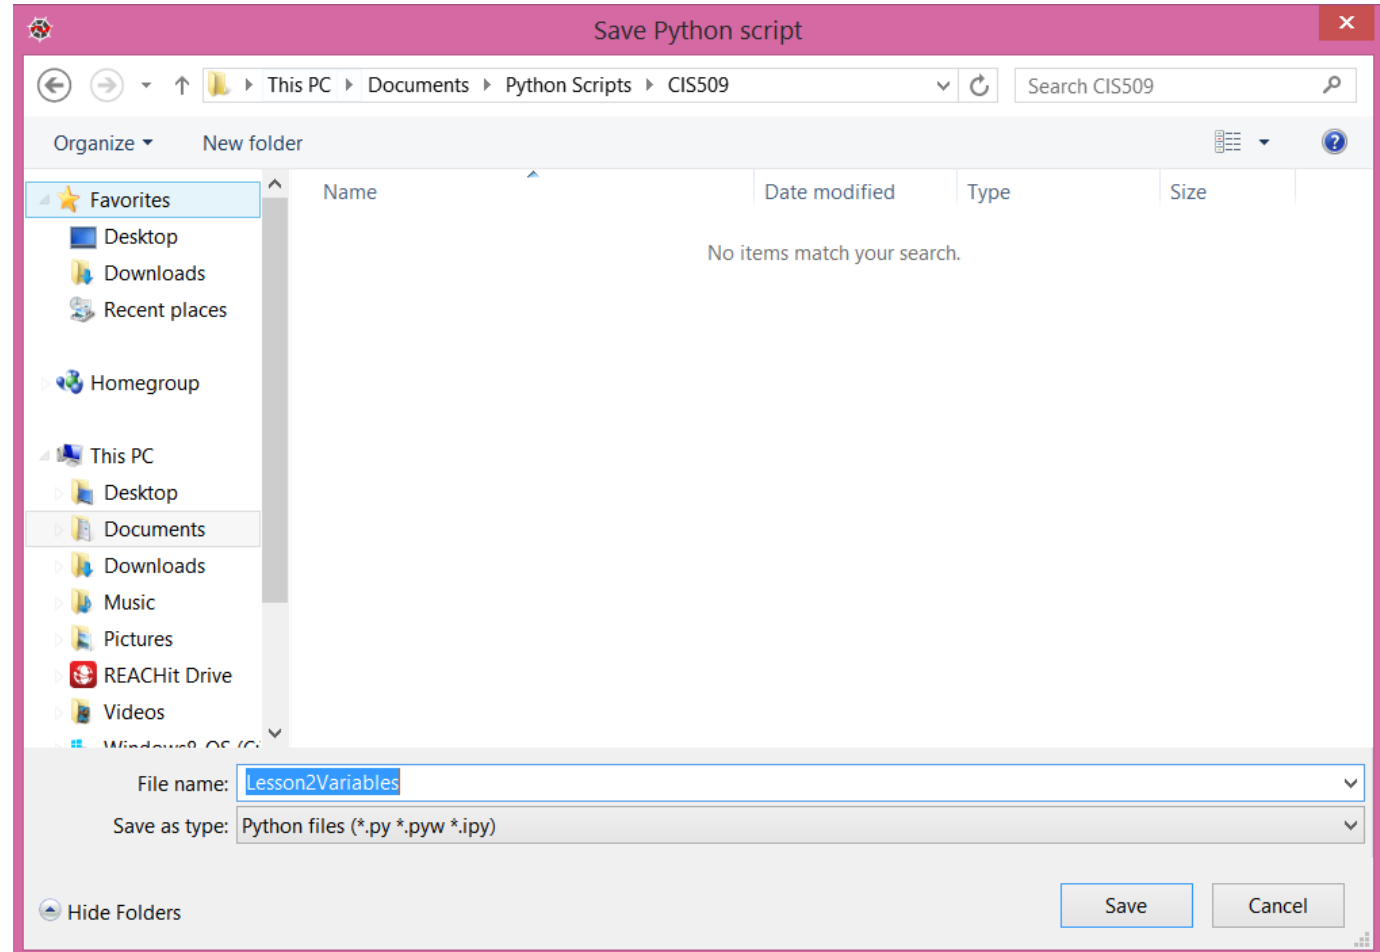 Save Python script
This PC Documents Python Scripts CIS509
Search CIS509
Organize New folder
Name Date modified Type Size
No items match your search.
Favorites
Desktop
Downloads
Recent places
Homegroup
This PC
Desktop
Documents
Downloads
Music
Pictures
REACHit Drive
Videos
Windows8_OS (C:
File name: Lesson2Variables
Save as type: Python files (*.py *.pyw *.ipy)
Hide Folders
Save Cancel